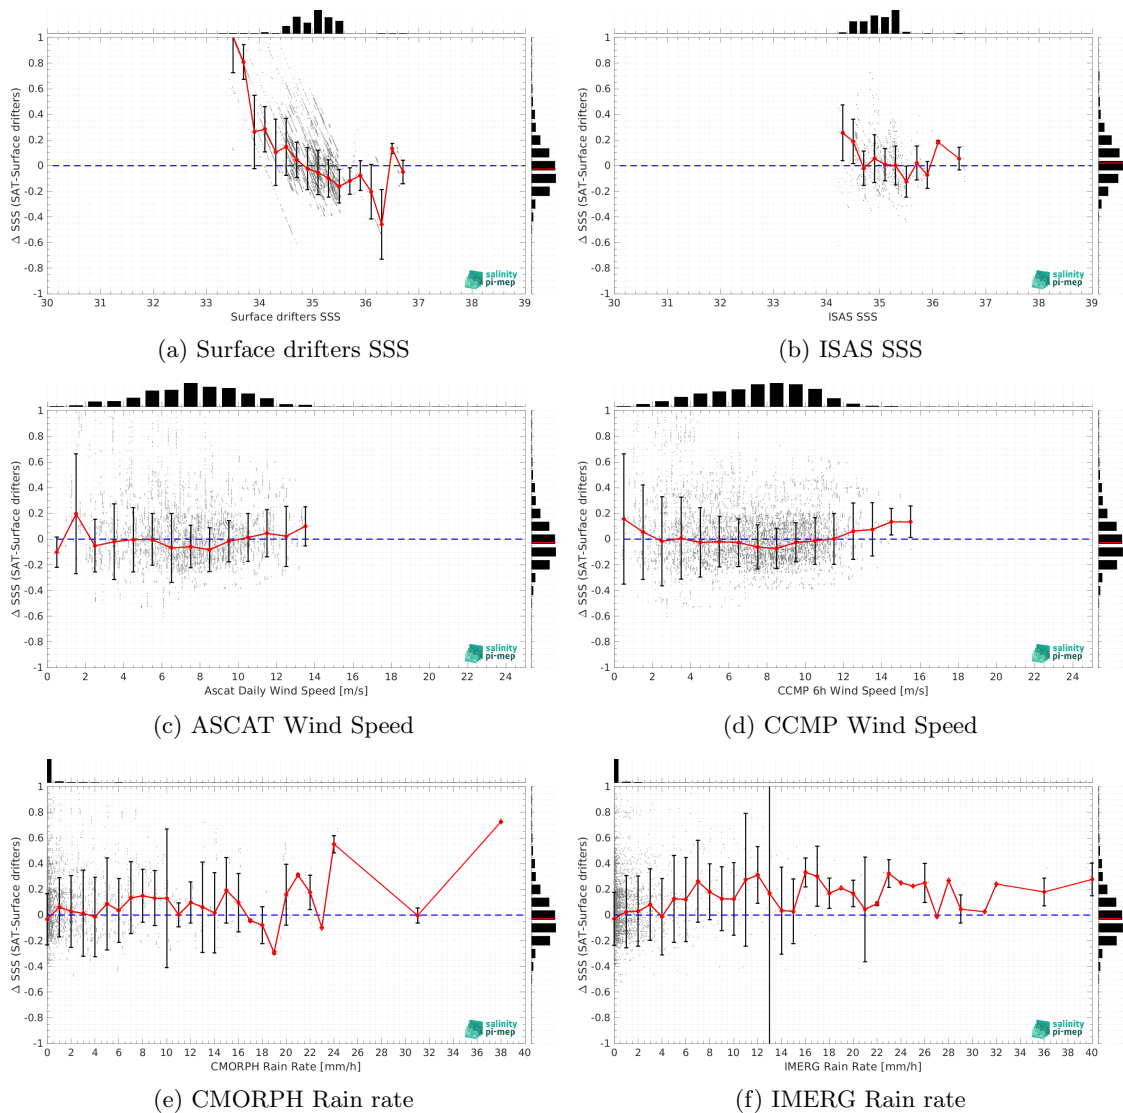 1
0.8
0.6
0.4
0.2
0
-0.2
-0.4
-0.6
-0.8
-1
Δ SSS (SAT-Surface drifters)
30 33 32 33 34 35 36 37 38 39
Surface drifters SSS
salinity
pi-mep
(a) Surface drifters SSS
1
0.8
0.6
0.4
0.2
0
-0.2
-0.4
-0.6
-0.8
-1
Δ SSS (SAT-Surface drifters)
30 33 32 33 34 35 36 37 38 39
ISAS SSS
salinity
pi-mep
(b) ISAS SSS
1
0.8
0.6
0.4
0.2
0
-0.2
-0.4
-0.6
-0.8
-1
Δ SSS (SAT-Surface drifters)
0 2 4 6 8 10 12 14 16 18 20 22 24
Ascat Daily Wind Speed [m/s]
salinity
pi-mep
(c) ASCAT Wind Speed
1
0.8
0.6
0.4
0.2
0
-0.2
-0.4
-0.6
-0.8
-1
Δ SSS (SAT-Surface drifters)
0 2 4 6 8 10 12 14 16 18 20 22 24
CCMP 6h Wind Speed [m/s]
salinity
pi-mep
(d) CCMP Wind Speed
1
0.8
0.6
0.4
0.2
0
-0.2
-0.4
-0.6
-0.8
-1
Δ SSS (SAT-Surface drifters)
0 2 4 6 8 10 12 14 16 18 20 22 24 26 28 30 32 34 36 38 40
CMORPH Rain Rate [mm/h]
salinity
pi-mep
(e) CMORPH Rain rate
1
0.8
0.6
0.4
0.2
0
-0.2
-0.4
-0.6
-0.8
-1
Δ SSS (SAT-Surface drifters)
0 2 4 6 8 10 12 14 16 18 20 22 24 26 28 30 32 34 36 38 40
IMERG Rain Rate [mm/h]
salinity
pi-mep
(f) IMERG Rain rate